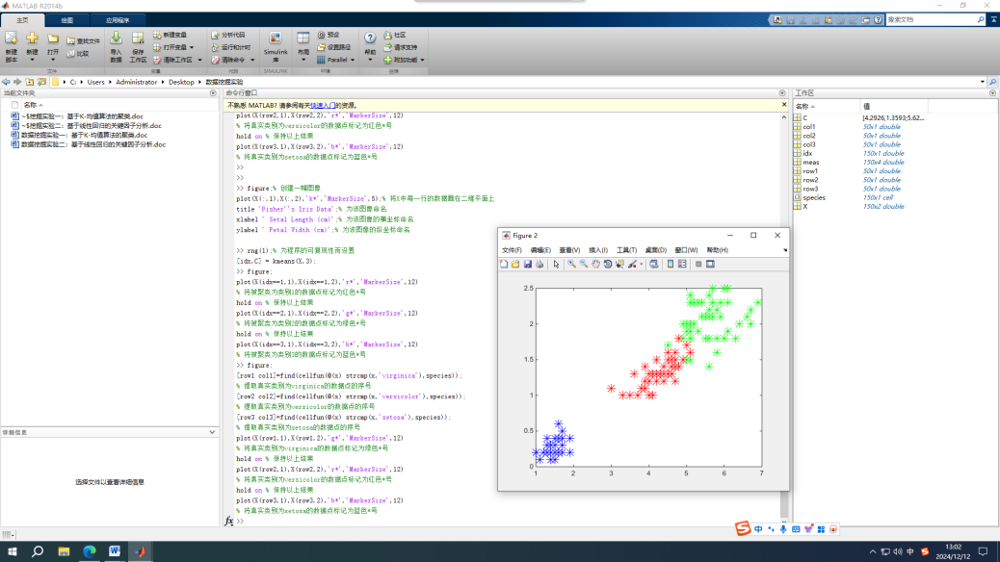 MATLAB R2014b
主页 绘图 应用程序
搜索文档
新建脚本 新建 打开 查找文件 比较
导入数据 保存工作区 新建变量 打开变量 清除工作区
分析代码 运行和计时 清除命令
Simulink 库
布局 预设 设置路径 Parallel
帮助 社区 请求支持 附加功能
文件 变量 代码 SIMULINK 环境 资源
C: Users Administrator Desktop 数据挖掘实验
当前文件夹
名称
~$挖掘实验一：基于K-均值算法的聚类.doc
~$挖掘实验二：基于线性回归的关键因子分析.doc
数据挖掘实验一：基于K-均值算法的聚类.doc
数据挖掘实验二：基于线性回归的关键因子分析.doc
详细信息
选择文件以查看详细信息
命令行窗口
不熟悉 MATLAB? 请参阅有关快速入门的资源。
plot(X(row2,1),X(row2,2),'r*','MarkerSize',12)
% 将真实类别为versicolor的数据点标记为红色*号
hold on % 保持以上结果
plot(X(row3,1),X(row3,2),'b*','MarkerSize',12)
% 将真实类别为setosa的数据点标记为蓝色*号
>>
>>
>> figure;% 创建一幅图像
plot(X(:,1),X(:,2),'k*','MarkerSize',5);% 将X中每一行的数据画在二维平面上
title 'Fisher''s Iris Data';% 为该图像命名
xlabel ' Setal Length (cm)';% 为该图像的横坐标命名
ylabel ' Petal Width (cm)';% 为该图像的纵坐标命名
>> rng(1);% 为程序的可复现性而设置
[idx,C] = kmeans(X,3);
>> figure;
plot(X(idx==1,1),X(idx==1,2),'r*','MarkerSize',12)
% 将被聚类为类别1的数据点标记为红色*号
hold on % 保持以上结果
plot(X(idx==2,1),X(idx==2,2),'g*','MarkerSize',12)
% 将被聚类为类别2的数据点标记为绿色*号
hold on % 保持以上结果
plot(X(idx==3,1),X(idx==3,2),'b*','MarkerSize',12)
% 将被聚类为类别3的数据点标记为蓝色*号
>> figure;
[row1 col1]=find(cellfun(@(x) strcmp(x,'virginica'),species));
% 提取真实类别为virginica的数据点的序号
[row2 col2]=find(cellfun(@(x) strcmp(x,'versicolor'),species));
% 提取真实类别为versicolor的数据点的序号
[row3 col3]=find(cellfun(@(x) strcmp(x,'setosa'),species));
% 提取真实类别为setosa的数据点的序号
plot(X(row1,1),X(row1,2),'g*','MarkerSize',12)
% 将真实类别为virginica的数据点标记为绿色*号
hold on % 保持以上结果
plot(X(row2,1),X(row2,2),'r*','MarkerSize',12)
% 将真实类别为versicolor的数据点标记为红色*号
hold on % 保持以上结果
plot(X(row3,1),X(row3,2),'b*','MarkerSize',12)
% 将真实类别为setosa的数据点标记为蓝色*号
fx >>
工作区
名称 值
C [4.2926,1.3593;5.62...
col1 50x1 double
col2 50x1 double
col3 50x1 double
idx 150x1 double
meas 150x4 double
row1 50x1 double
row2 50x1 double
row3 50x1 double
species 150x1 cell
X 150x2 double
Figure 2
文件(F) 编辑(E) 查看(V) 插入(I) 工具(T) 桌面(D) 窗口(W) 帮助(H)
2.5
2
1.5
1
0.5
0
1 2 3 4 5 6 7
中
13:02
中
2024/12/12